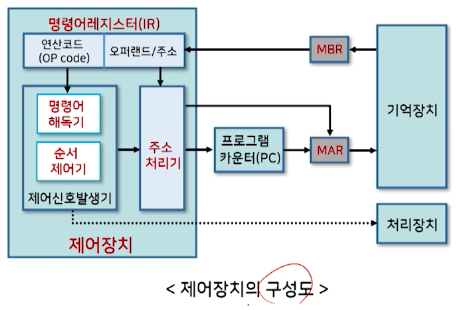 명령어레지스터(IR)
연산코드
(OP code)
오퍼랜드/주소
MBR
명령어
해독기
순서
제어기
제어신호발생기
주소
처리기
프로그램
카운터(PC)
MAR
기억장치
처리장치
제어장치
< 제어장치의 구성도 >